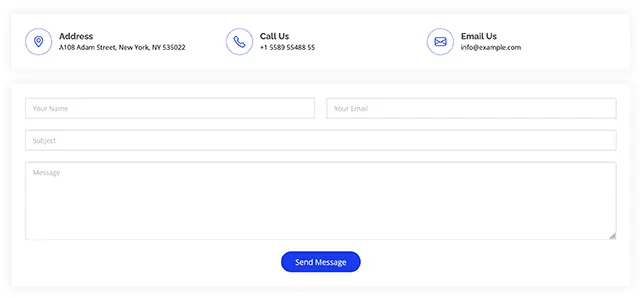 Address
A108 Adam Street, New York, NY 535022
Call Us
+1 5589 55488 55
Email Us
info@example.com
Your Name
Your Email
Subject
Message
Send Message